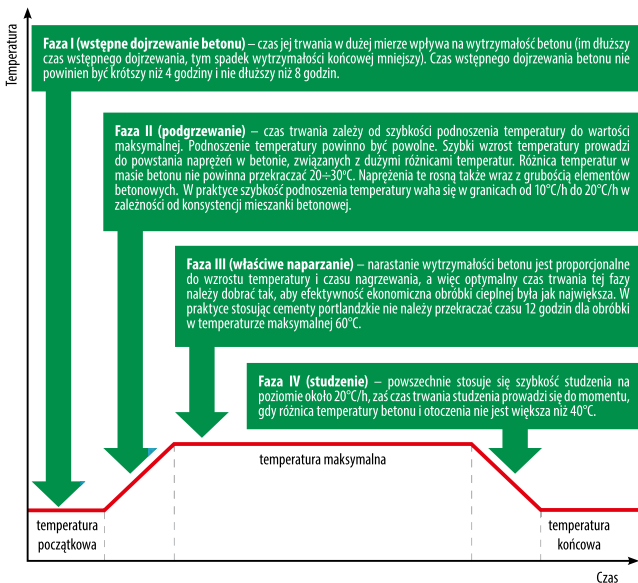 Temperatura
Faza I (wstępne dojrzewanie betonu) – czas jej trwania w dużej mierze wpływa na wytrzymałość betonu (im dłuższy
czas wstępnego dojrzewania, tym spadek wytrzymałości końcowej mniejszy). Czas wstępnego dojrzewania betonu nie
powinien być krótszy niż 4 godziny i nie dłuższy niż 8 godzin.
Faza II (podgrzewanie) – czas trwania zależy od szybkości podnoszenia temperatury do wartości
maksymalnej. Podnoszenie temperatury powinno być powolne. Szybki wzrost temperatury prowadzi
do powstania naprężeń w betonie, związanych z dużymi różnicami temperatur. Różnica temperatur w
masie betonu nie powinna przekraczać 20÷30°C. Naprężenia te rosną także wraz z grubością elementów
betonowych. W praktyce szybkość podnoszenia temperatury waha się w granicach od 10°C/h do 20°C/h w
zależności od konsystencji mieszanki betonowej.
Faza III (właściwe naparzanie) – narastanie wytrzymałości betonu jest proporcjonalne
do wzrostu temperatury i czasu nagrzewania, a więc optymalny czas trwania tej fazy
należy dobrać tak, aby efektywność ekonomiczna obróbki cieplnej była jak największa. W
praktyce stosując cementy portlandzkie nie należy przekraczać czasu 12 godzin dla obróbki
w temperaturze maksymalnej 60°C.
Faza IV (studzenie) – powszechnie stosuje się szybkość studzenia na
poziomie około 20°C/h, zaś czas trwania studzenia prowadzi się do momentu,
gdy różnica temperatury betonu i otoczenia nie jest większa niż 40°C.
temperatura maksymalna
temperatura
początkowa
temperatura
końcowa
Czas